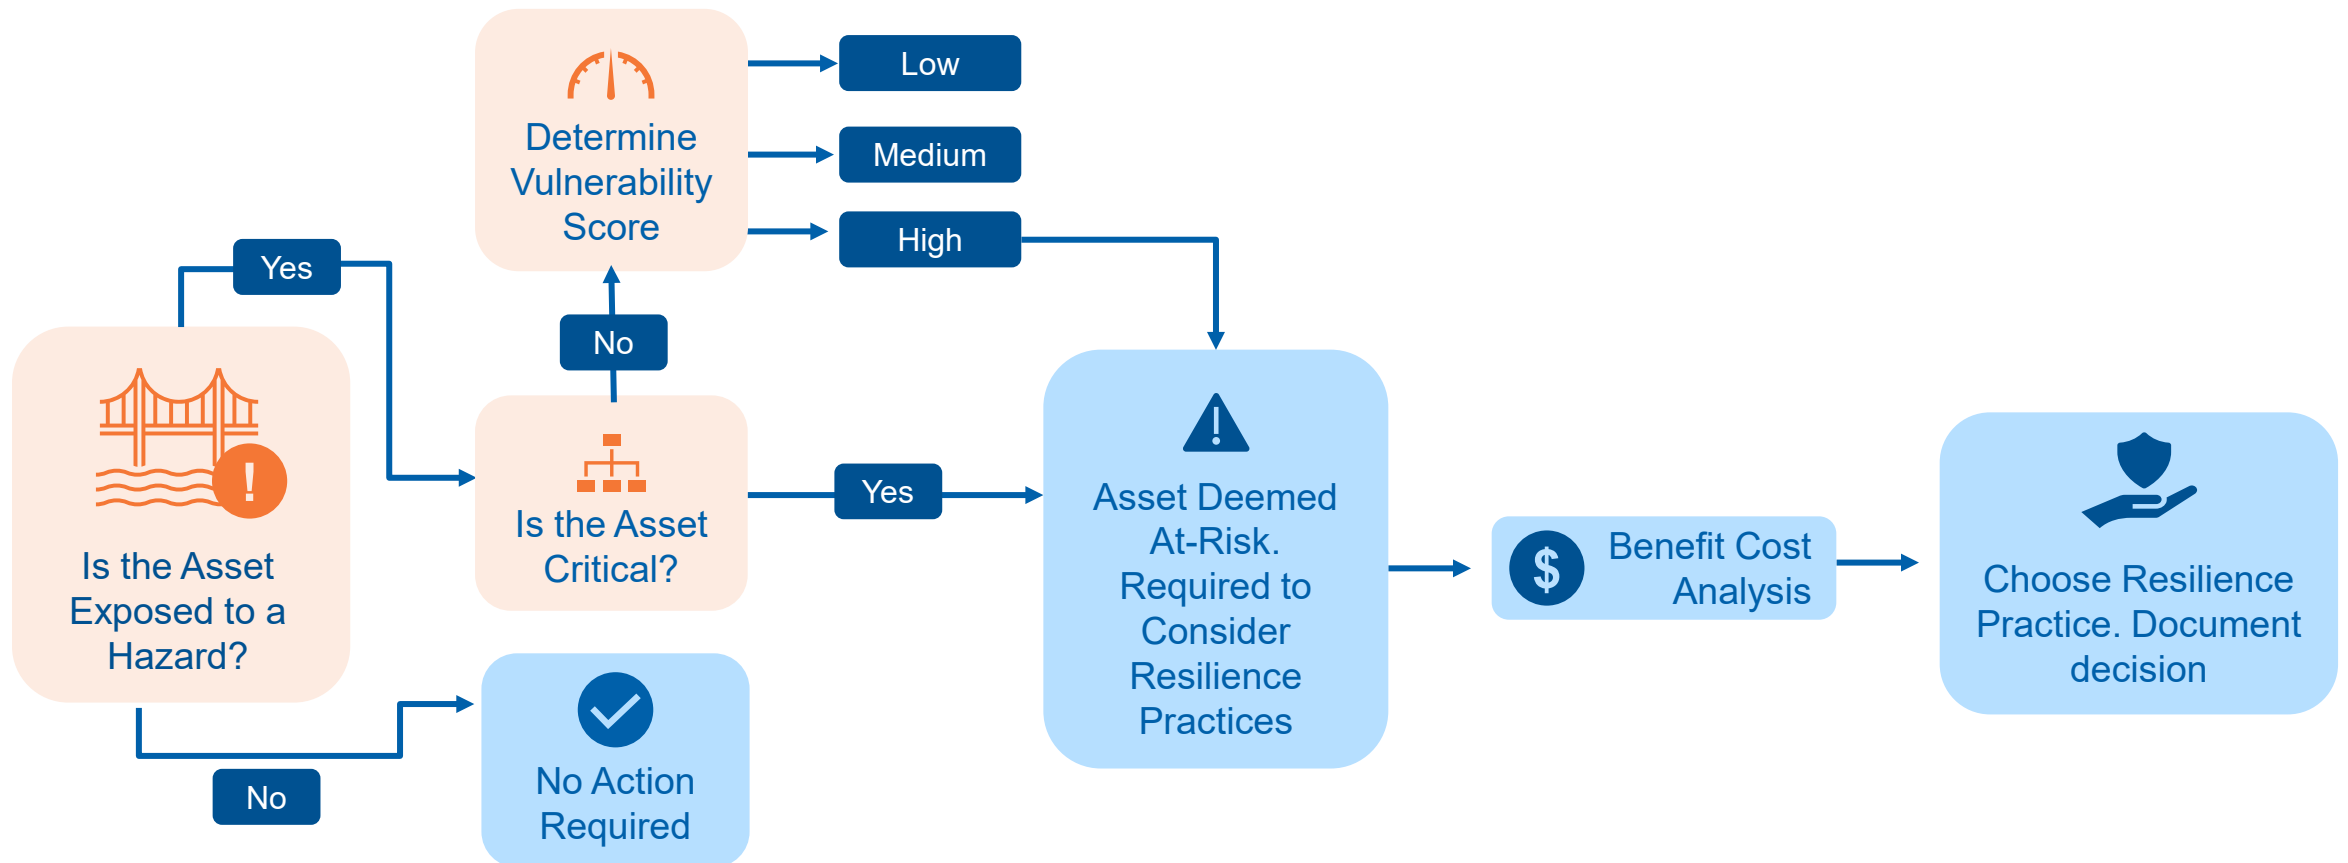 Determine
Vulnerability
Score
Low
Medium
High
Yes
No
Is the Asset
Exposed to a
Hazard?
Is the Asset
Critical?
Yes
No
No Action
Required
Asset Deemed
At-Risk.
Required to
Consider
Resilience
Practices
$
Benefit Cost
Analysis
Choose Resilience
Practice. Document
decision